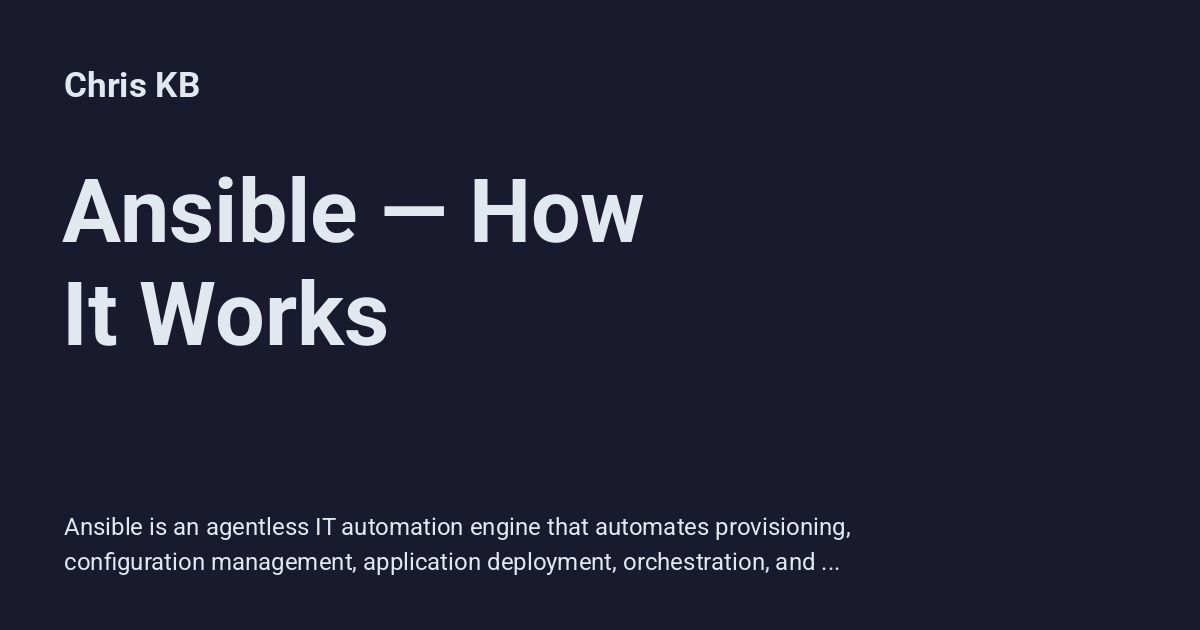 Chris KB
Ansible — How
It Works
Ansible is an agentless IT automation engine that automates provisioning,
configuration management, application deployment, orchestration, and ...